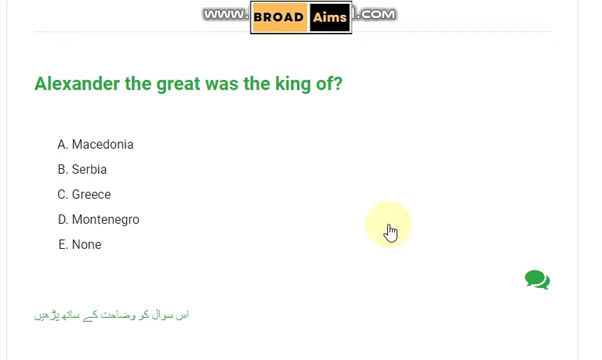 BROAD Aims
Alexander the great was the king of?
A. Macedonia
B. Serbia
C. Greece
D. Montenegro
E. None
اس سوال کو وضاحت کے ساتھ پڑھیں